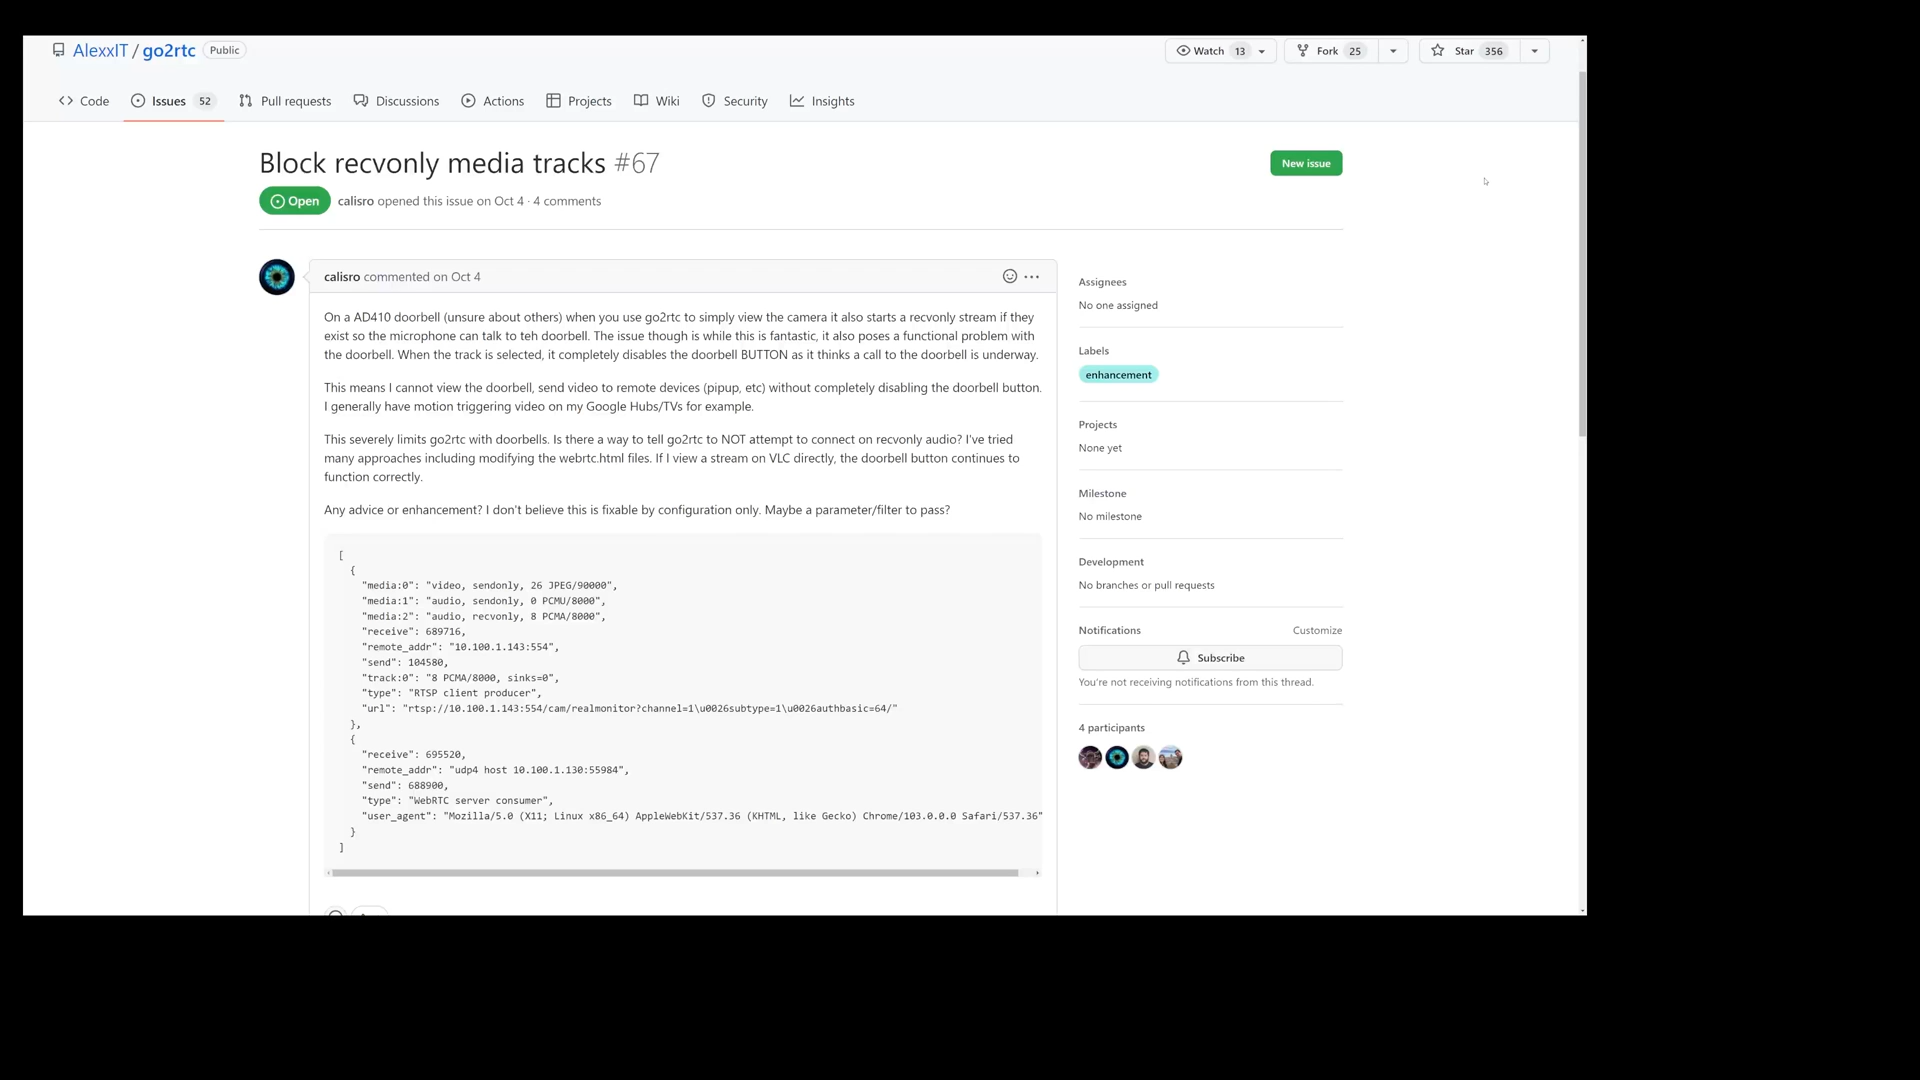 AlexxIT / go2rtc Public
Watch 13 Fork 25 Star 356
Code Issues 52 Pull requests Discussions Actions Projects Wiki Security Insights
Block recvonly media tracks #67
New issue
Open calisro opened this issue on Oct 4 · 4 comments
calisro commented on Oct 4
On a AD410 doorbell (unsure about others) when you use go2rtc to simply view the camera it also starts a recvonly stream if they
exist so the microphone can talk to teh doorbell. The issue though is while this is fantastic, it also poses a functional problem with
the doorbell. When the track is selected, it completely disables the doorbell BUTTON as it thinks a call to the doorbell is underway.
This means I cannot view the doorbell, send video to remote devices (pipup, etc) without completely disabling the doorbell button.
I generally have motion triggering video on my Google Hubs/TVs for example.
This severely limits go2rtc with doorbells. Is there a way to tell go2rtc to NOT attempt to connect on recvonly audio? I've tried
many approaches including modifying the webrtc.html files. If I view a stream on VLC directly, the doorbell button continues to
function correctly.
Any advice or enhancement? I don't believe this is fixable by configuration only. Maybe a parameter/filter to pass?
[
{
"media:0": "video, sendonly, 26 JPEG/90000",
"media:1": "audio, sendonly, 0 PCMU/8000",
"media:2": "audio, recvonly, 8 PCMA/8000",
"receive": 689716,
"remote_addr": "10.100.1.143:554",
"send": 104580,
"track:0": "8 PCMA/8000, sinks=0",
"type": "RTSP client producer",
"url": "rtsp://10.100.1.143:554/cam/realmonitor?channel=1\u0026subtype=1\u0026authbasic=64/"
},
{
"receive": 695520,
"remote_addr": "udp4 host 10.100.1.130:55984",
"send": 688900,
"type": "WebRTC server consumer",
"user_agent": "Mozilla/5.0 (X11; Linux x86_64) AppleWebKit/537.36 (KHTML, like Gecko) Chrome/103.0.0.0 Safari/537.36"
}
]
Assignees
No one assigned
Labels
enhancement
Projects
None yet
Milestone
No milestone
Development
No branches or pull requests
Notifications Customize
Subscribe
You're not receiving notifications from this thread.
4 participants